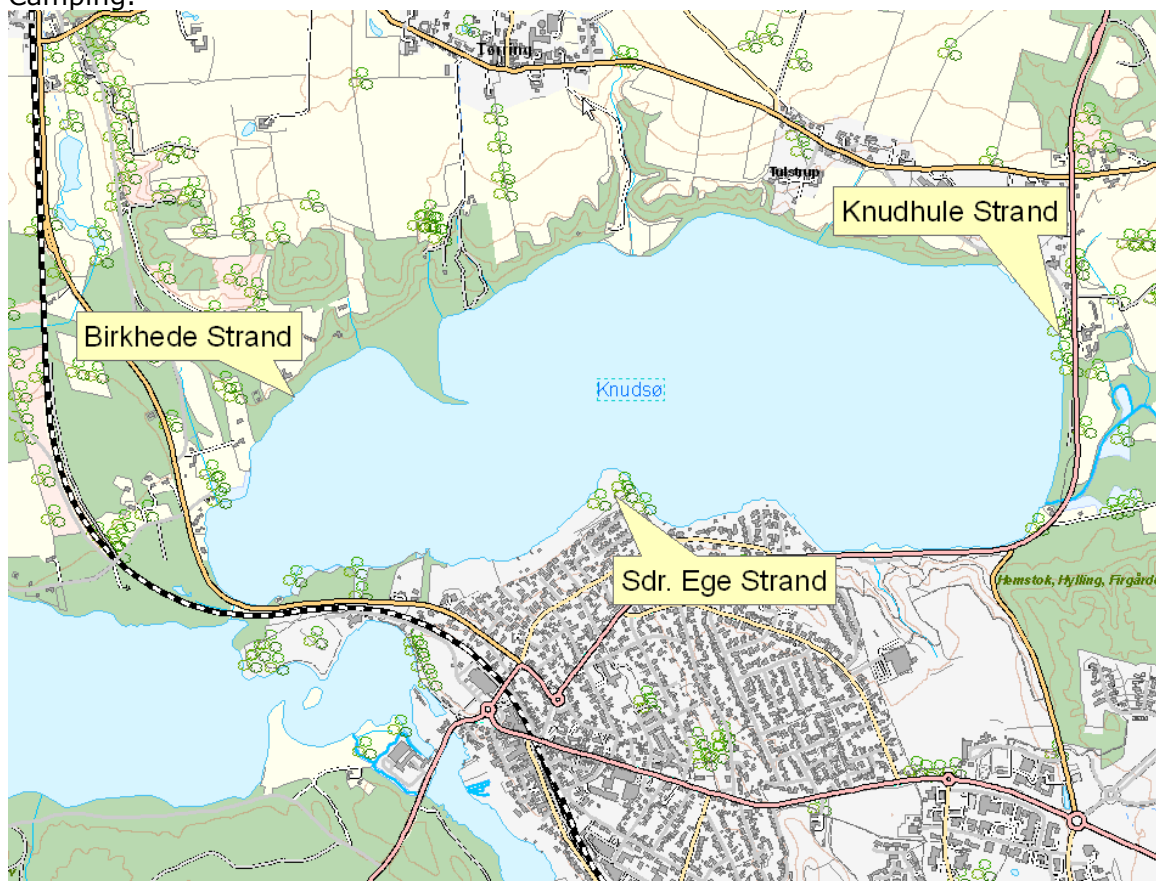 Camping.
Tørring
Tulstrup
Knudhule Strand
Birkhede Strand
Knudsø
Sdr. Ege Strand
Hemstok, Hylling, Firgårde